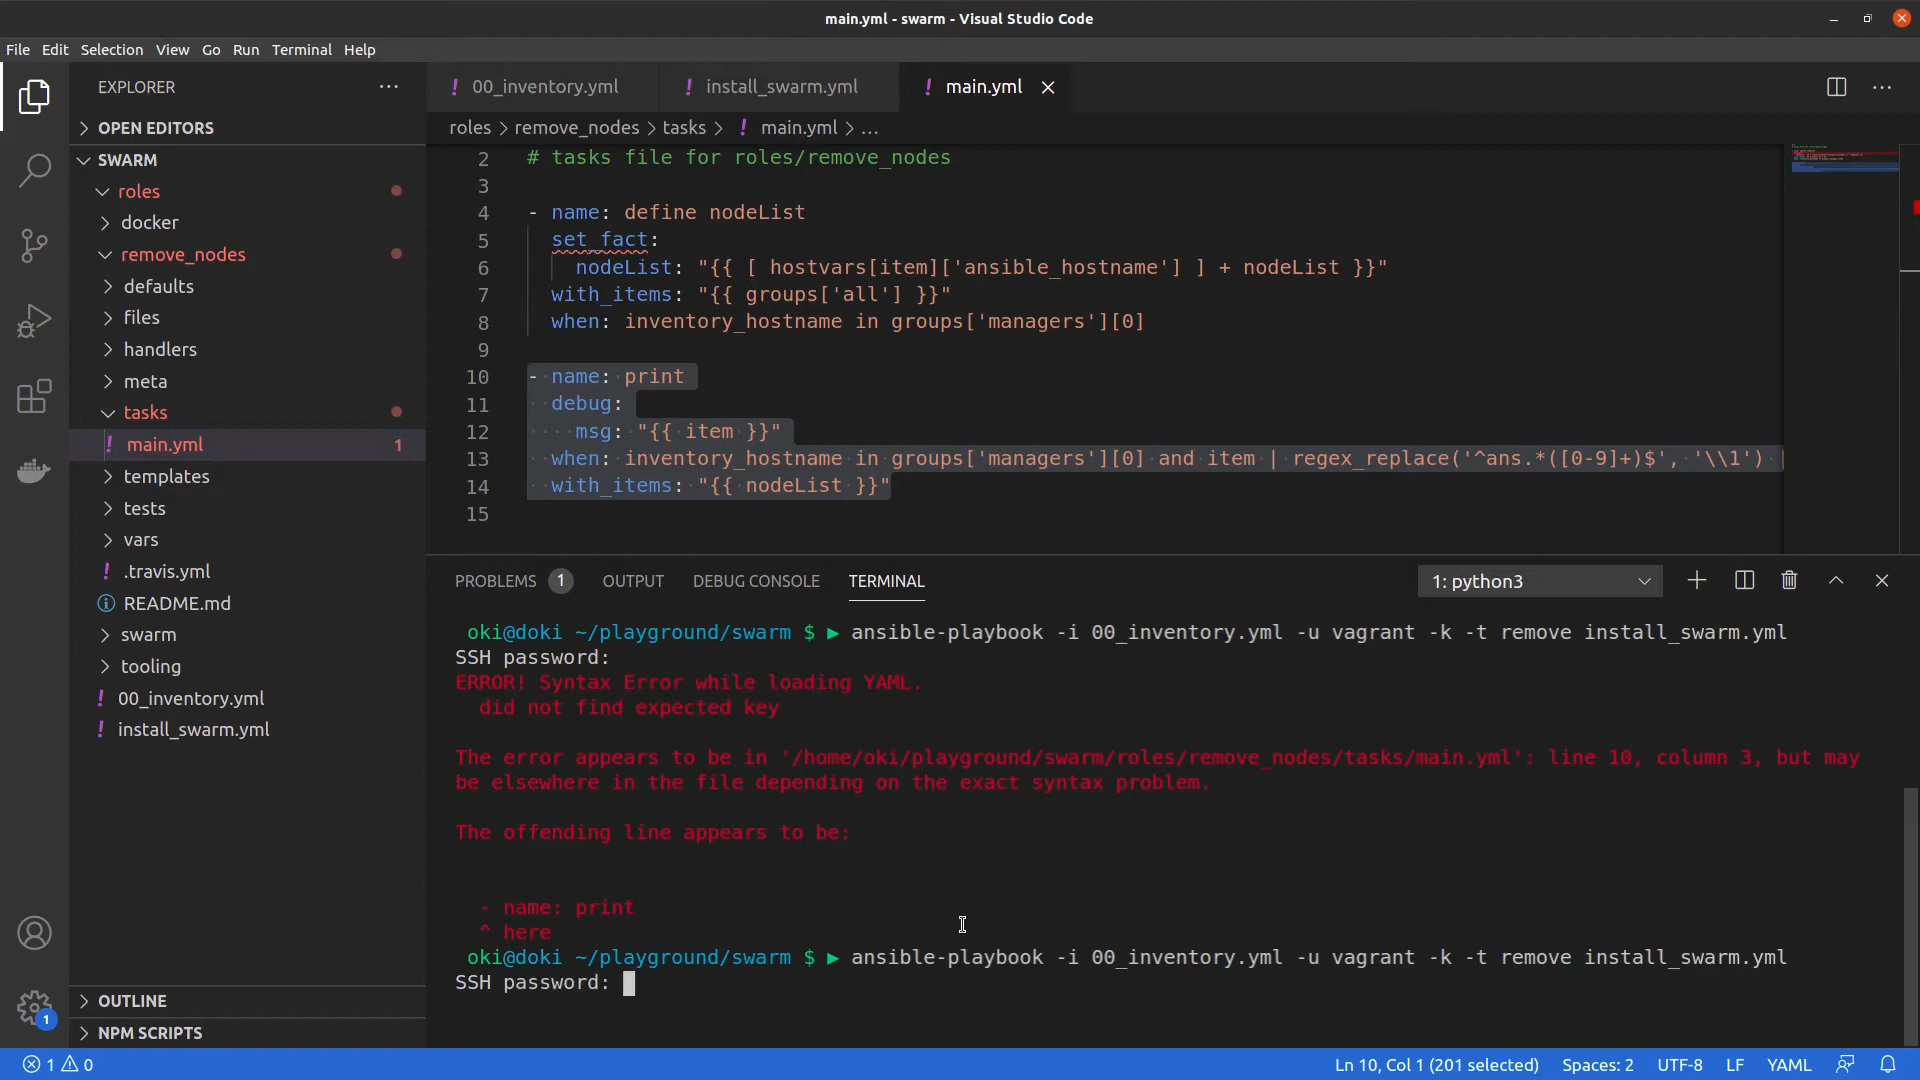 main.yml - swarm - Visual Studio Code
File Edit Selection View Go Run Terminal Help
EXPLORER
OPEN EDITORS
SWARM
roles
docker
remove_nodes
defaults
files
handlers
meta
tasks
main.yml 1
templates
tests
vars
.travis.yml
README.md
swarm
tooling
00_inventory.yml
install_swarm.yml
OUTLINE
NPM SCRIPTS
1
00_inventory.yml install_swarm.yml main.yml
roles > remove_nodes > tasks > main.yml > ...
2 # tasks file for roles/remove_nodes
3
4 - name: define nodeList
5 set_fact:
6 nodeList: "{{ [ hostvars[item]['ansible_hostname'] ] + nodeList }}"
7 with_items: "{{ groups['all'] }}"
8 when: inventory_hostname in groups['managers'][0]
9
10 - name: print
11 debug:
12 msg: "{{ item }}"
13 when: inventory_hostname in groups['managers'][0] and item | regex_replace('^ans.*([0-9]+)$', '\\1') |
14 with_items: "{{ nodeList }}"
15
PROBLEMS 1 OUTPUT DEBUG CONSOLE TERMINAL 1: python3
oki@doki ~/playground/swarm $ ▶ ansible-playbook -i 00_inventory.yml -u vagrant -k -t remove install_swarm.yml
SSH password:
ERROR! Syntax Error while loading YAML.
did not find expected key
The error appears to be in '/home/oki/playground/swarm/roles/remove_nodes/tasks/main.yml': line 10, column 3, but may
be elsewhere in the file depending on the exact syntax problem.
The offending line appears to be:
- name: print
^ here
oki@doki ~/playground/swarm $ ▶ ansible-playbook -i 00_inventory.yml -u vagrant -k -t remove install_swarm.yml
SSH password:
1 0 Ln 10, Col 1 (201 selected) Spaces: 2 UTF-8 LF YAML